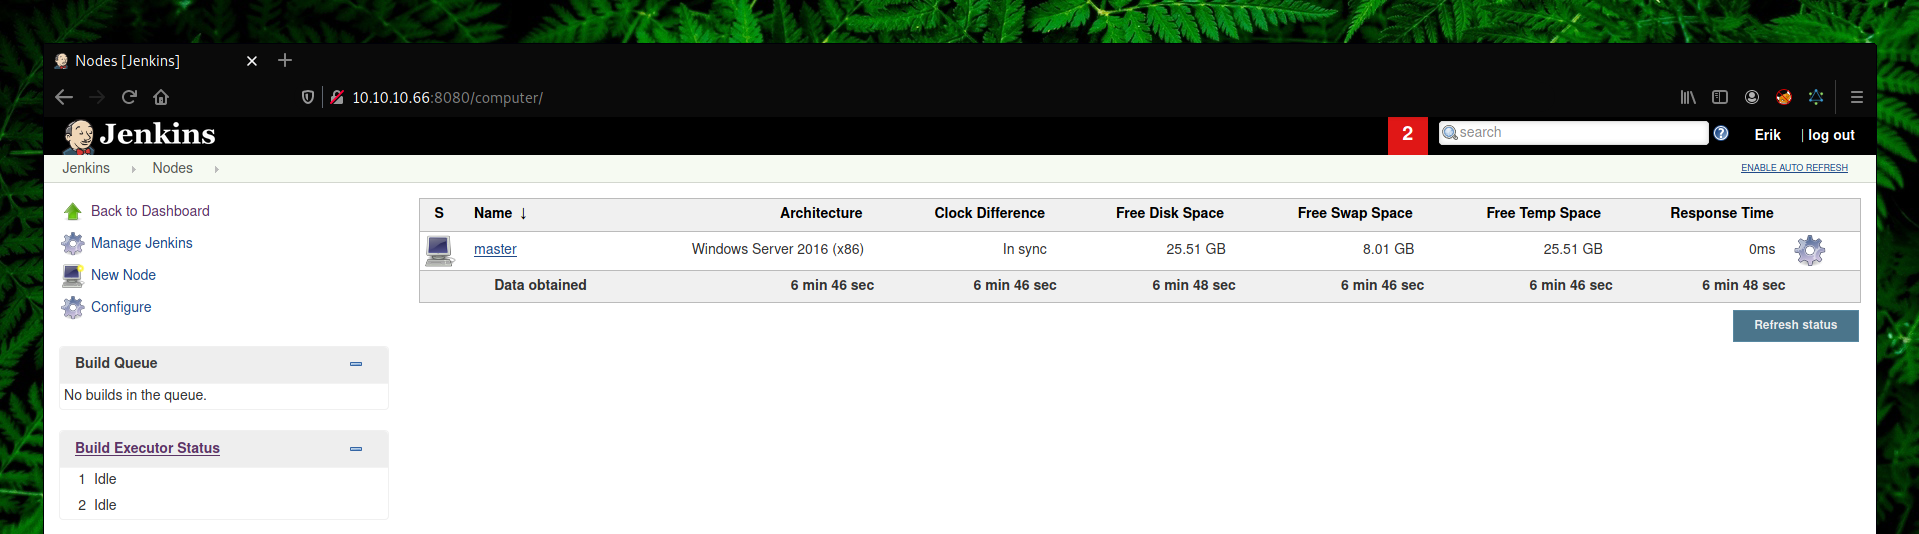 Nodes [Jenkins]
10.10.10.66:8080/computer/
Jenkins
2
search
Erik
| log out
Jenkins
Nodes
ENABLE AUTO REFRESH
Back to Dashboard
Manage Jenkins
New Node
Configure
Build Queue
No builds in the queue.
Build Executor Status
1 Idle
2 Idle
S Name ↓ Architecture Clock Difference Free Disk Space Free Swap Space Free Temp Space Response Time
master Windows Server 2016 (x86) In sync 25.51 GB 8.01 GB 25.51 GB 0ms
Data obtained 6 min 46 sec 6 min 46 sec 6 min 48 sec 6 min 46 sec 6 min 46 sec 6 min 48 sec
Refresh status